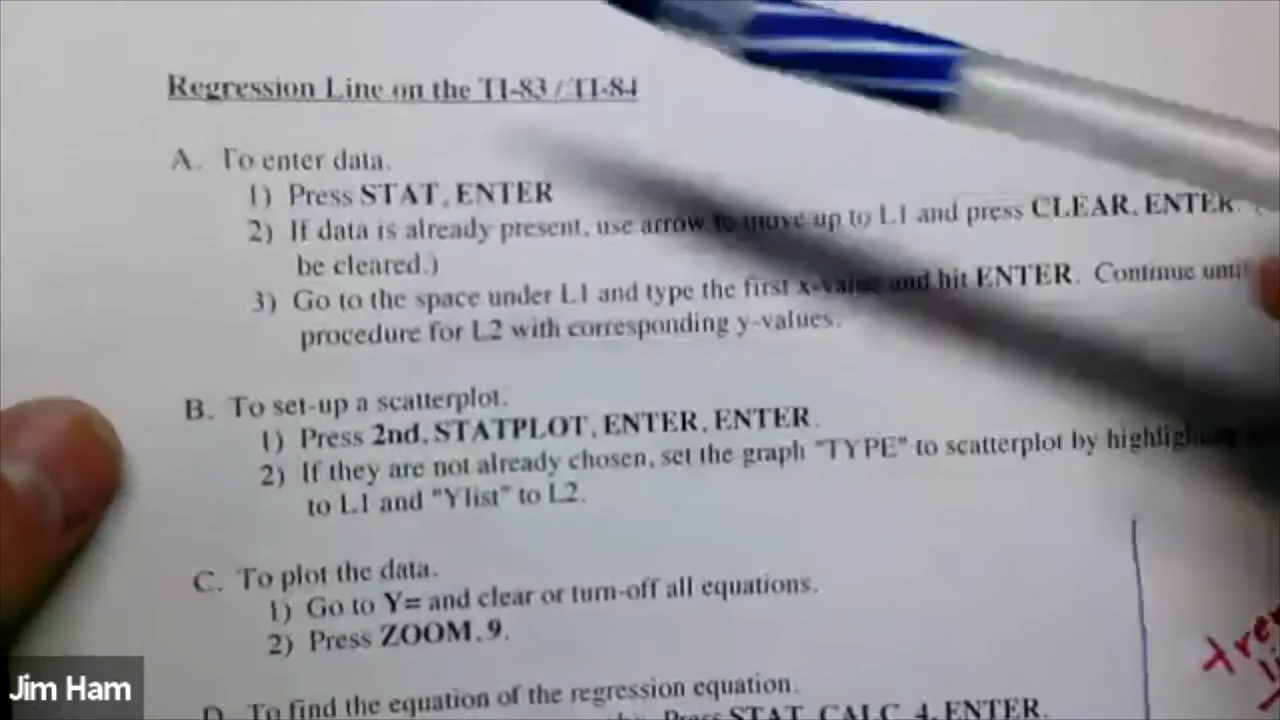 Regression Line on the TI-83 / TI-84
A. To enter data.
1) Press STAT, ENTER
2) If data is already present, use arrow to move up to L1 and press CLEAR, ENTER.
be cleared.)
3) Go to the space under L1 and type the first x-value and hit ENTER. Continue
procedure for L2 with corresponding y-values.
B. To set-up a scatterplot.
1) Press 2nd, STATPLOT, ENTER, ENTER.
2) If they are not already chosen, set the graph "TYPE" to scatterplot by
to L1 and "Ylist" to L2.
C. To plot the data.
1) Go to Y= and clear or turn-off all equations.
2) Press ZOOM, 9.
D. To find the equation of the regression equation.
Press STAT, CALC, 4, ENTER.
Jim Ham